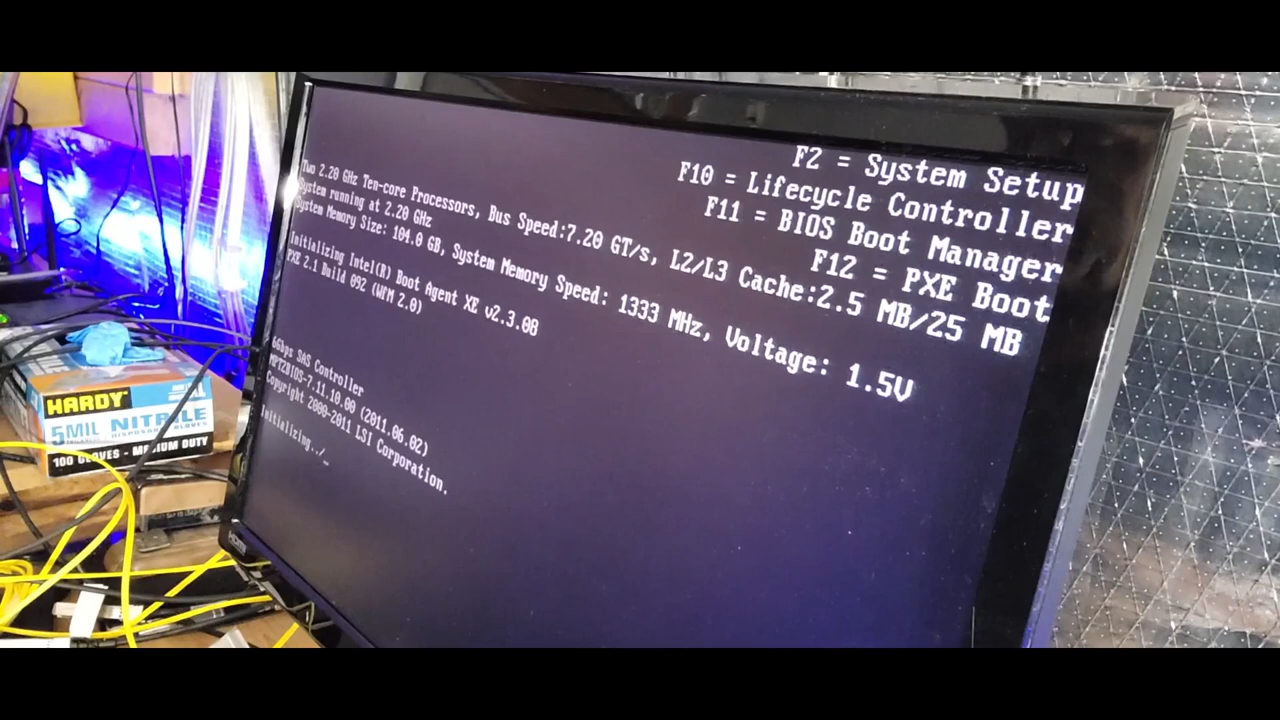 F2 = System Setup
F10 = Lifecycle Controller
F11 = BIOS Boot Manager
F12 = PXE Boot
Two 2.20 GHz Ten-core Processors, Bus Speed:7.20 GT/s, L2/L3 Cache:2.5 MB/25 MB
System running at 2.20 GHz
System Memory Size: 104.0 GB, System Memory Speed: 1333 MHz, Voltage: 1.5V
Initializing Intel(R) Boot Agent XE v2.3.08
PXE 2.1 Build 092 (WfM 2.0)
6Gbps SAS Controller
MPT2BIOS-7.11.10.00 (2011.06.02)
Copyright 2000-2011 LSI Corporation.
Initializing../_
HDMI
HARDY
5MIL NITRILE
DISPOSABLE GLOVES
100 GLOVES - MEDIUM DUTY